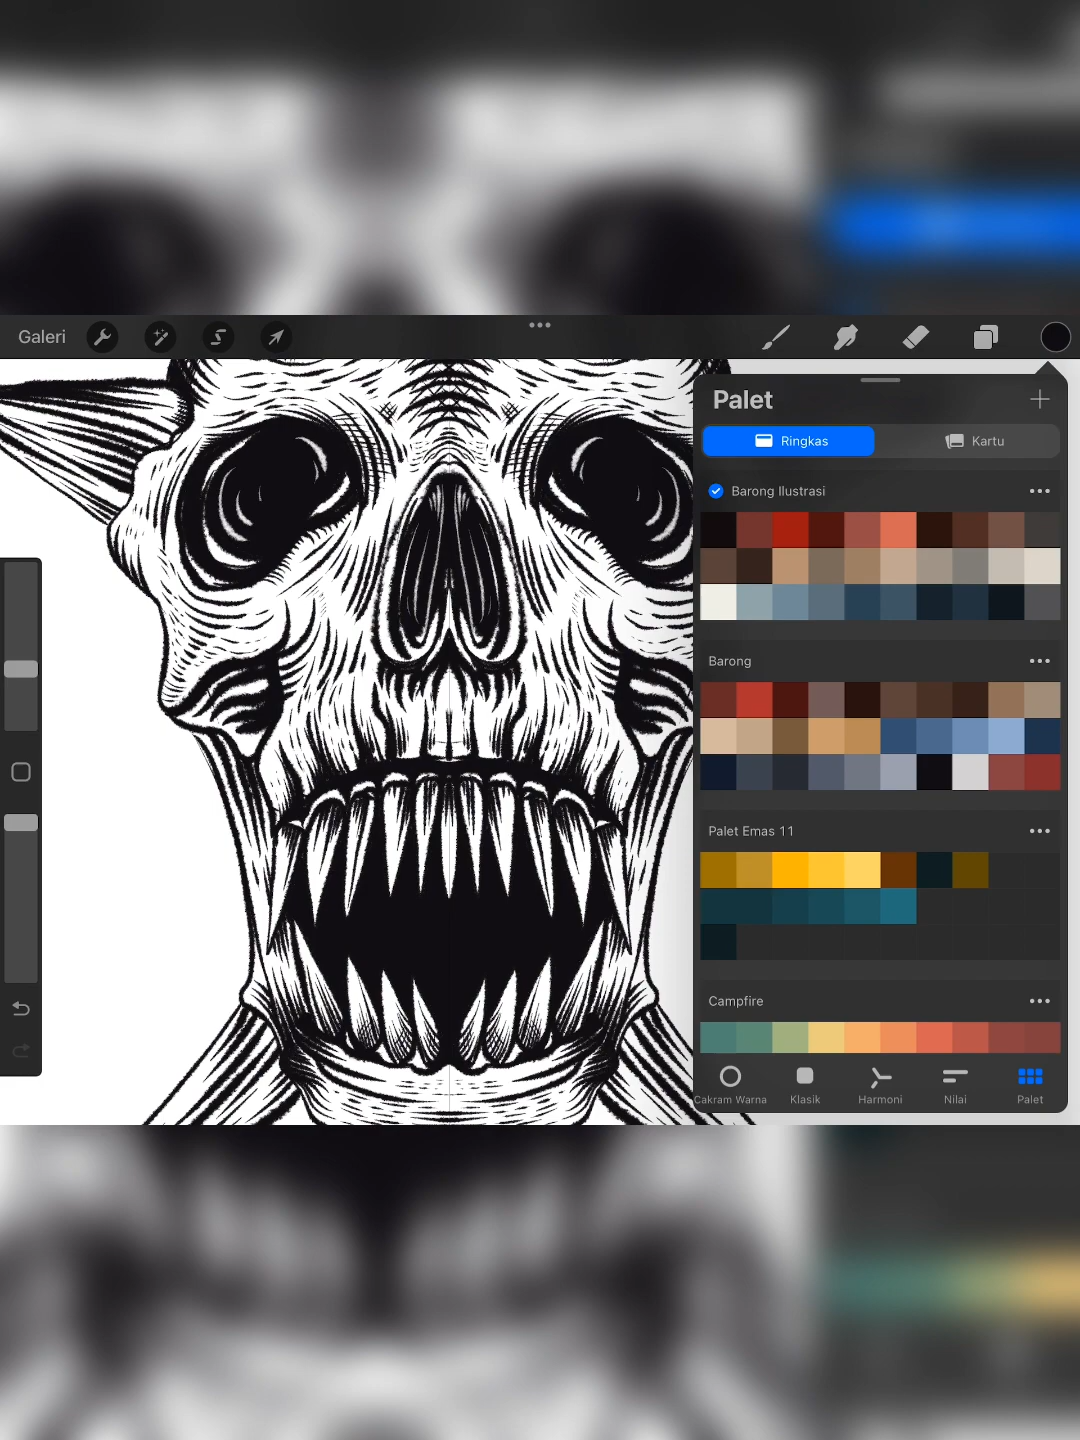 Galeri
Palet
Ringkas
Kartu
Barong Ilustrasi
Barong
Palet Emas 11
Campfire
Cakram Warna
Klasik
Harmoni
Nilai
Palet